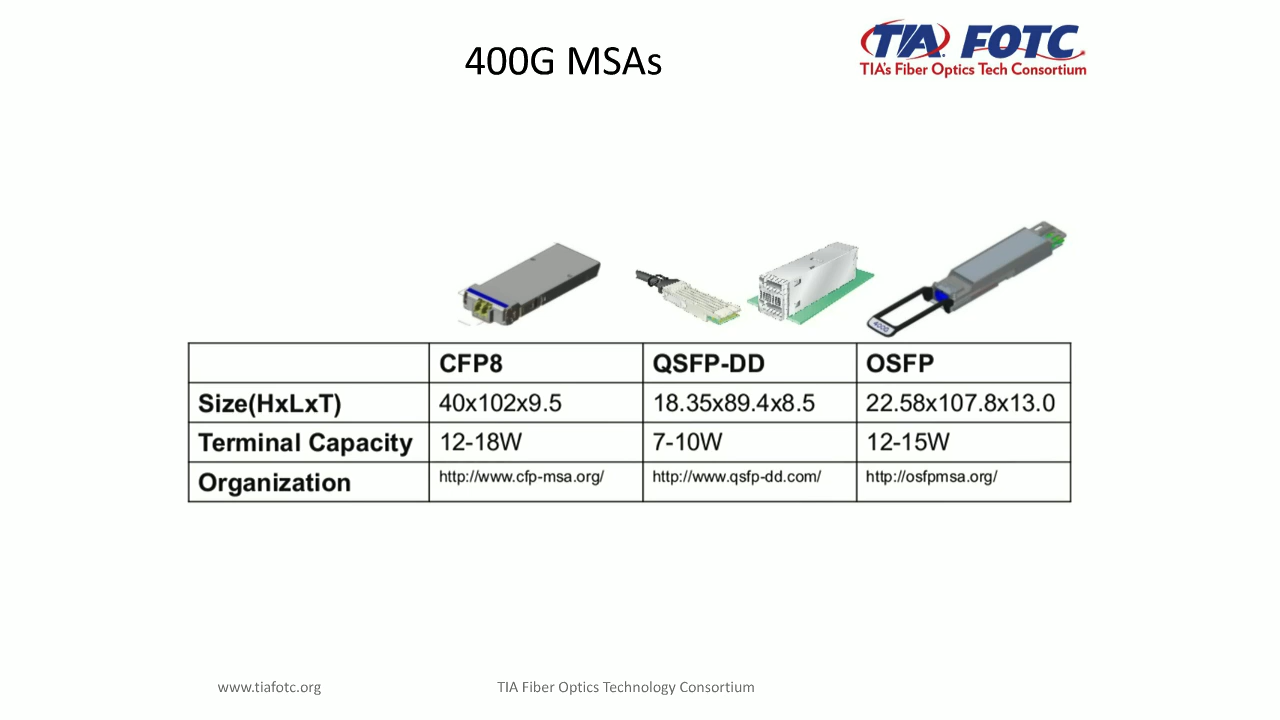 400G MSAs
TIA FOTC
TIA's Fiber Optics Tech Consortium
400G
CFP8 QSFP-DD OSFP
Size(HxLxT) 40x102x9.5 18.35x89.4x8.5 22.58x107.8x13.0
Terminal Capacity 12-18W 7-10W 12-15W
Organization http://www.cfp-msa.org/ http://www.qsfp-dd.com/ http://osfpmsa.org/
www.tiafotc.org TIA Fiber Optics Technology Consortium